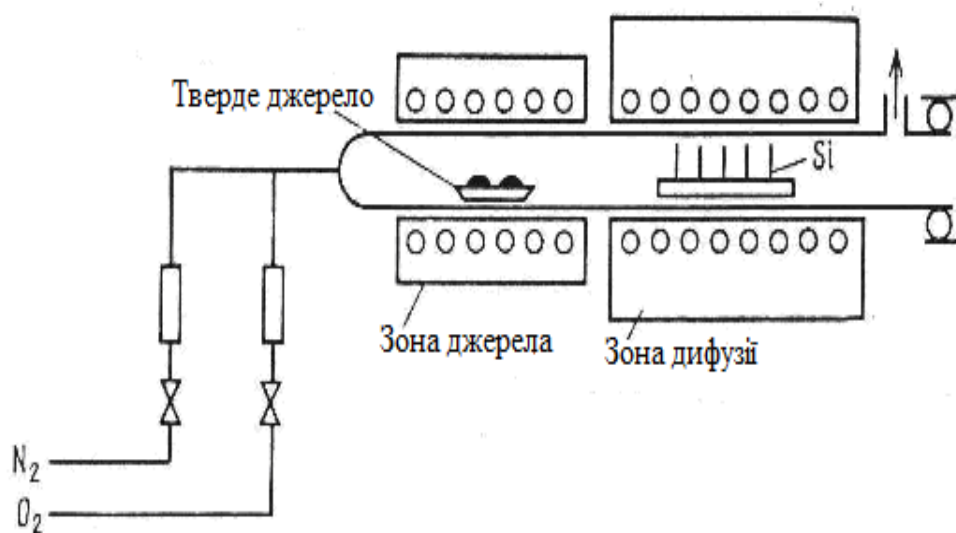 Тверде джерело
Si
Зона джерела
Зона дифузії
N₂
O₂